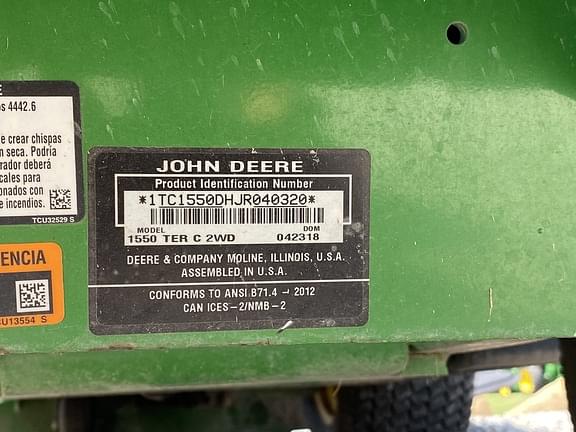 E
s 4442.6
e crear chispas
n seca. Podría
rador deberá
cales para
onados con
e incendios.
TCU32529 S
ENCIA
CU13554 S
JOHN DEERE
Product Identification Number
*1TC1550DHJR040320*
MODEL DOM
1550 TER C 2WD 042318
DEERE & COMPANY MOLINE, ILLINOIS, U.S.A.
ASSEMBLED IN U.S.A.
CONFORMS TO ANSI B71.4 - 2012
CAN ICES-2/NMB-2